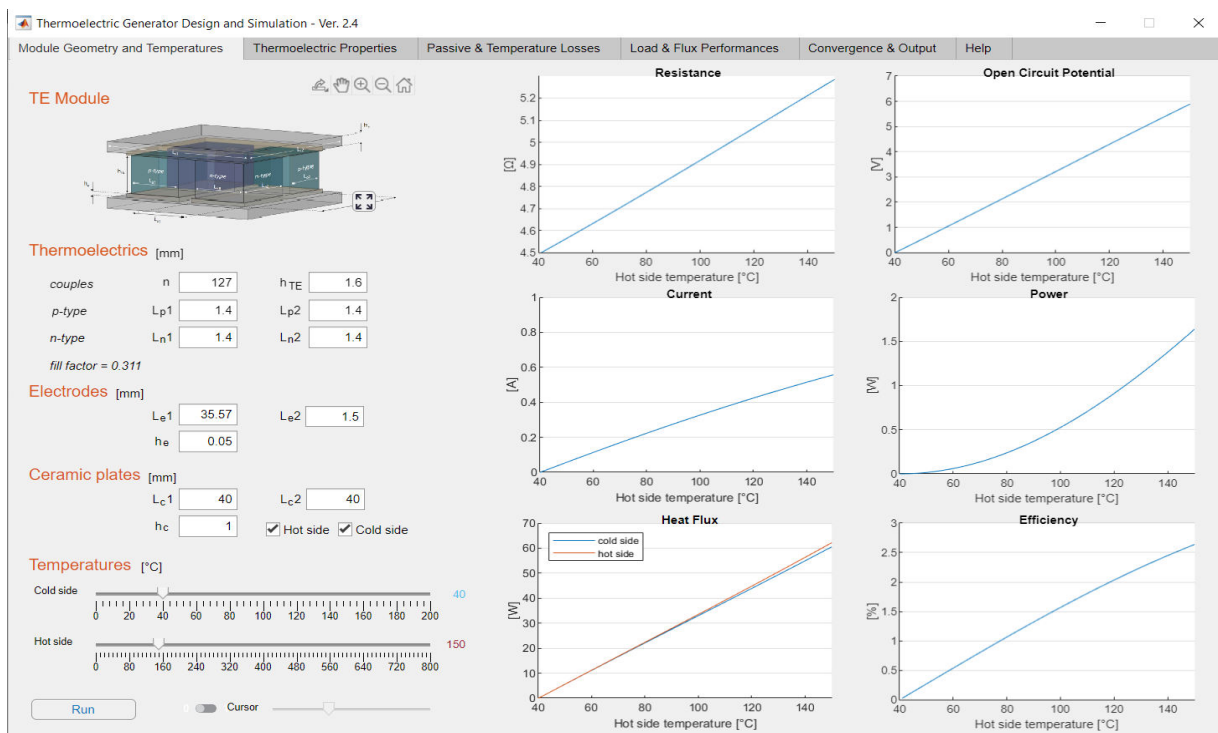 Thermoelectric Generator Design and Simulation - Ver. 2.4
Module Geometry and Temperatures
Thermoelectric Properties
Passive & Temperature Losses
Load & Flux Performances
Convergence & Output
Help
TE Module
p-type
n-type
p-type
Thermoelectrics [mm]
couples n 127 hTE 1.6
p-type Lp1 1.4 Lp2 1.4
n-type Ln1 1.4 Ln2 1.4
fill factor = 0.311
Electrodes [mm]
Le1 35.57 Le2 1.5
he 0.05
Ceramic plates [mm]
Lc1 40 Lc2 40
hc 1 Hot side Cold side
Temperatures [°C]
Cold side 40
0 20 40 60 80 100 120 140 160 180 200
Hot side 150
0 80 160 240 320 400 480 560 640 720 800
Run
0
Cursor
Resistance
5.2
5.1
5
4.9
4.8
4.7
4.6
4.5
[Ω]
40 60 80 100 120 140
Hot side temperature [°C]
Open Circuit Potential
7
6
5
4
3
2
1
0
[V]
40 60 80 100 120 140
Hot side temperature [°C]
Current
1
0.8
0.6
0.4
0.2
0
[A]
40 60 80 100 120 140
Hot side temperature [°C]
Power
2
1.5
1
0.5
0
[W]
40 60 80 100 120 140
Hot side temperature [°C]
Heat Flux
cold side
hot side
70
60
50
40
30
20
10
0
[W]
40 60 80 100 120 140
Hot side temperature [°C]
Efficiency
3
2.5
2
1.5
1
0.5
0
[%]
40 60 80 100 120 140
Hot side temperature [°C]